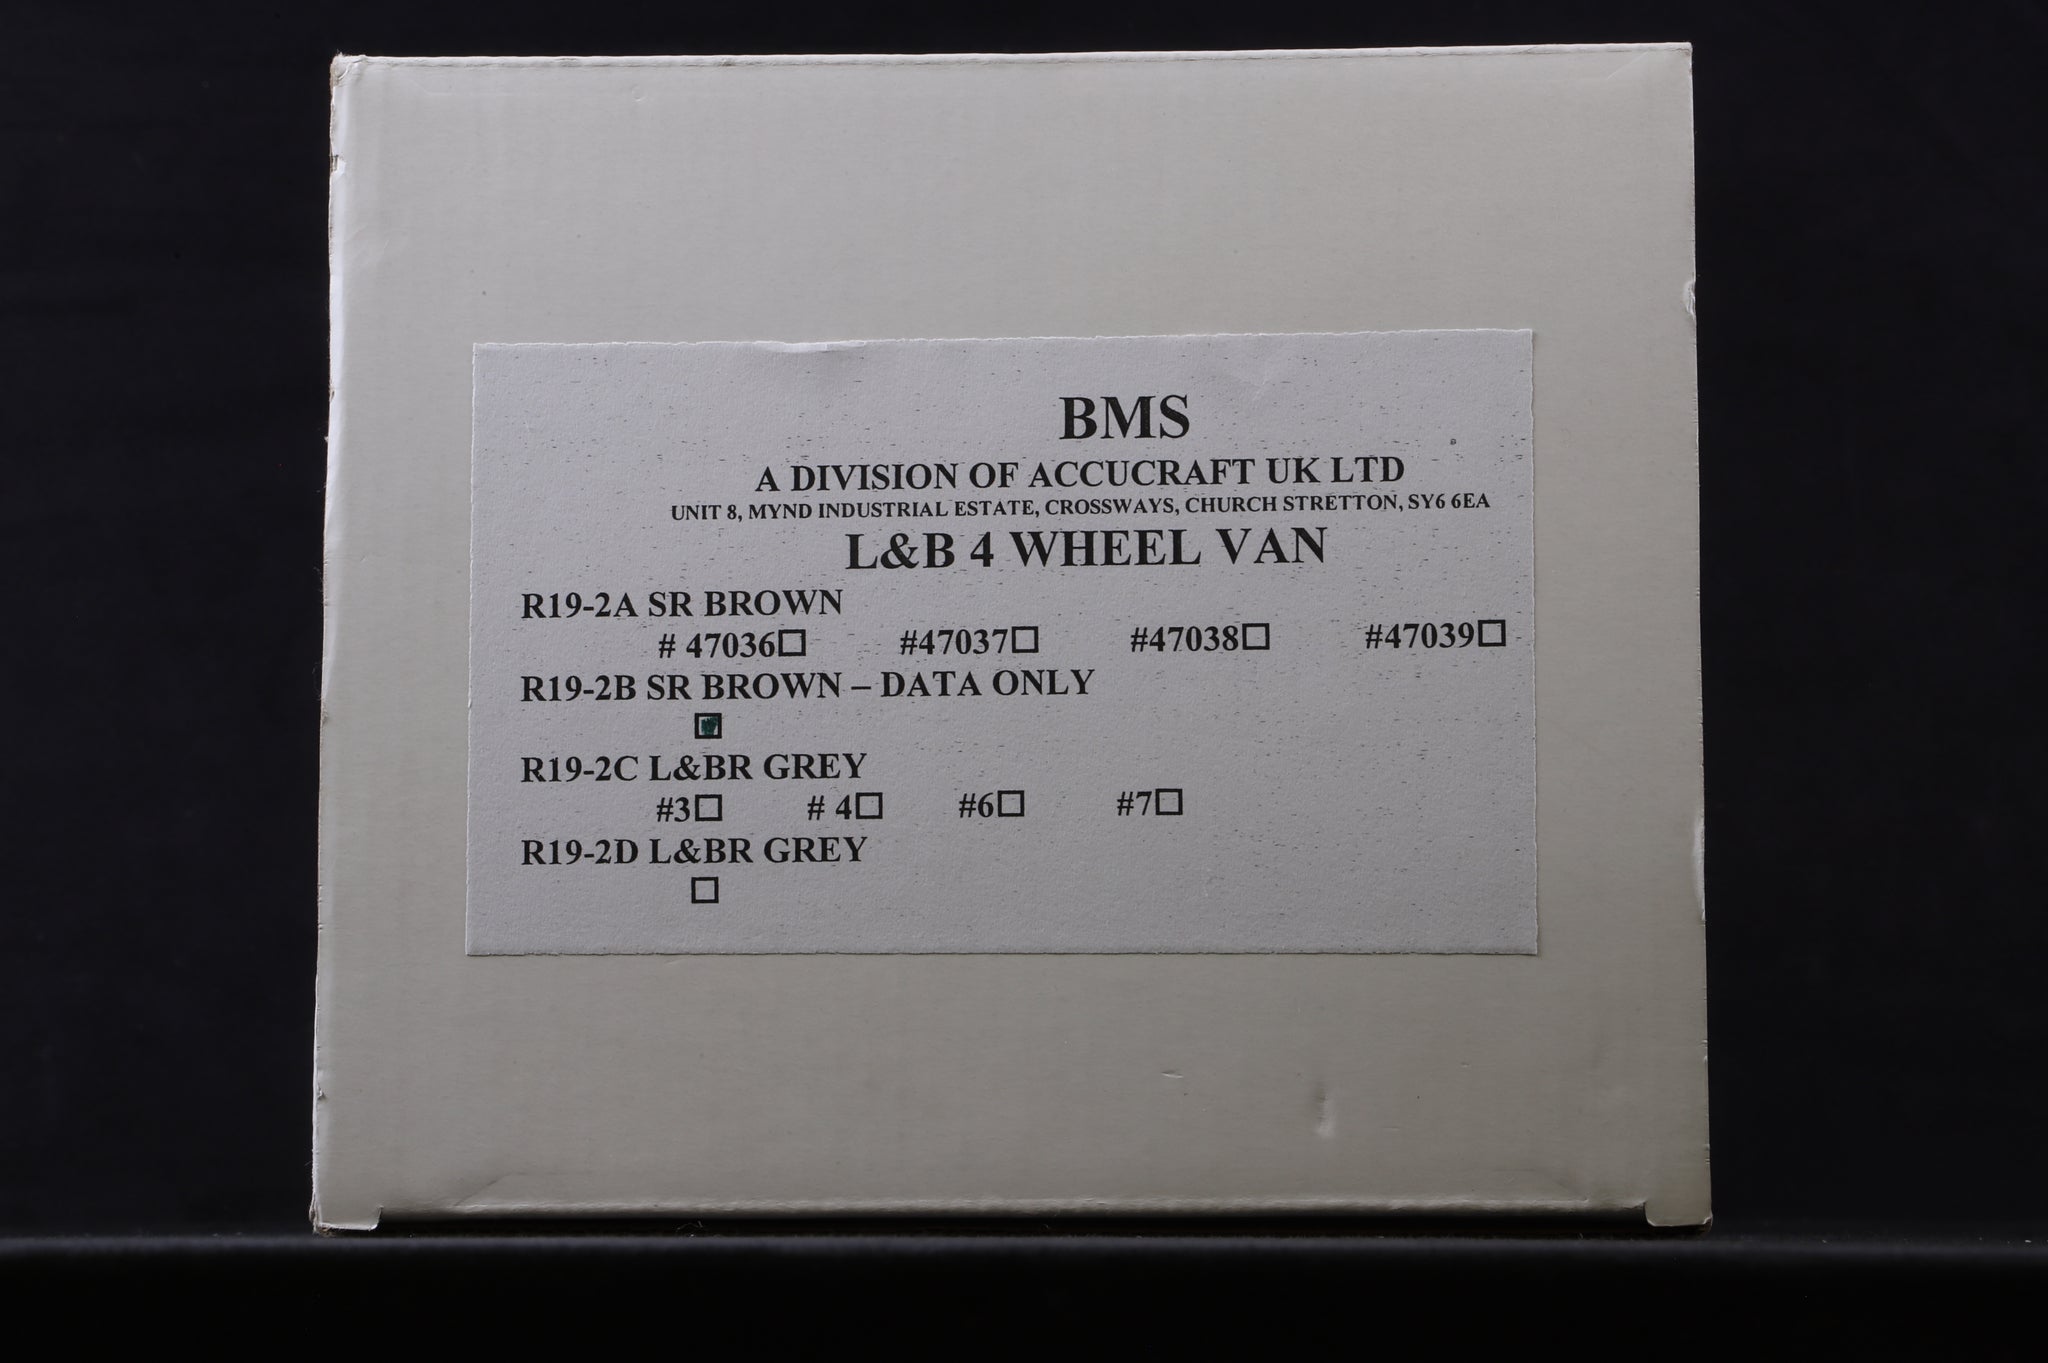 BMS
A DIVISION OF ACCUCRAFT UK LTD
UNIT 8, MYND INDUSTRIAL ESTATE, CROSSWAYS, CHURCH STRETTON, SY6 6EA
L&B 4 WHEEL VAN
R19-2A SR BROWN
# 47036☐ #47037☐ #47038☐ #47039☐
R19-2B SR BROWN – DATA ONLY
R19-2C L&BR GREY
#3☐ # 4☐ #6☐ #7☐
R19-2D L&BR GREY